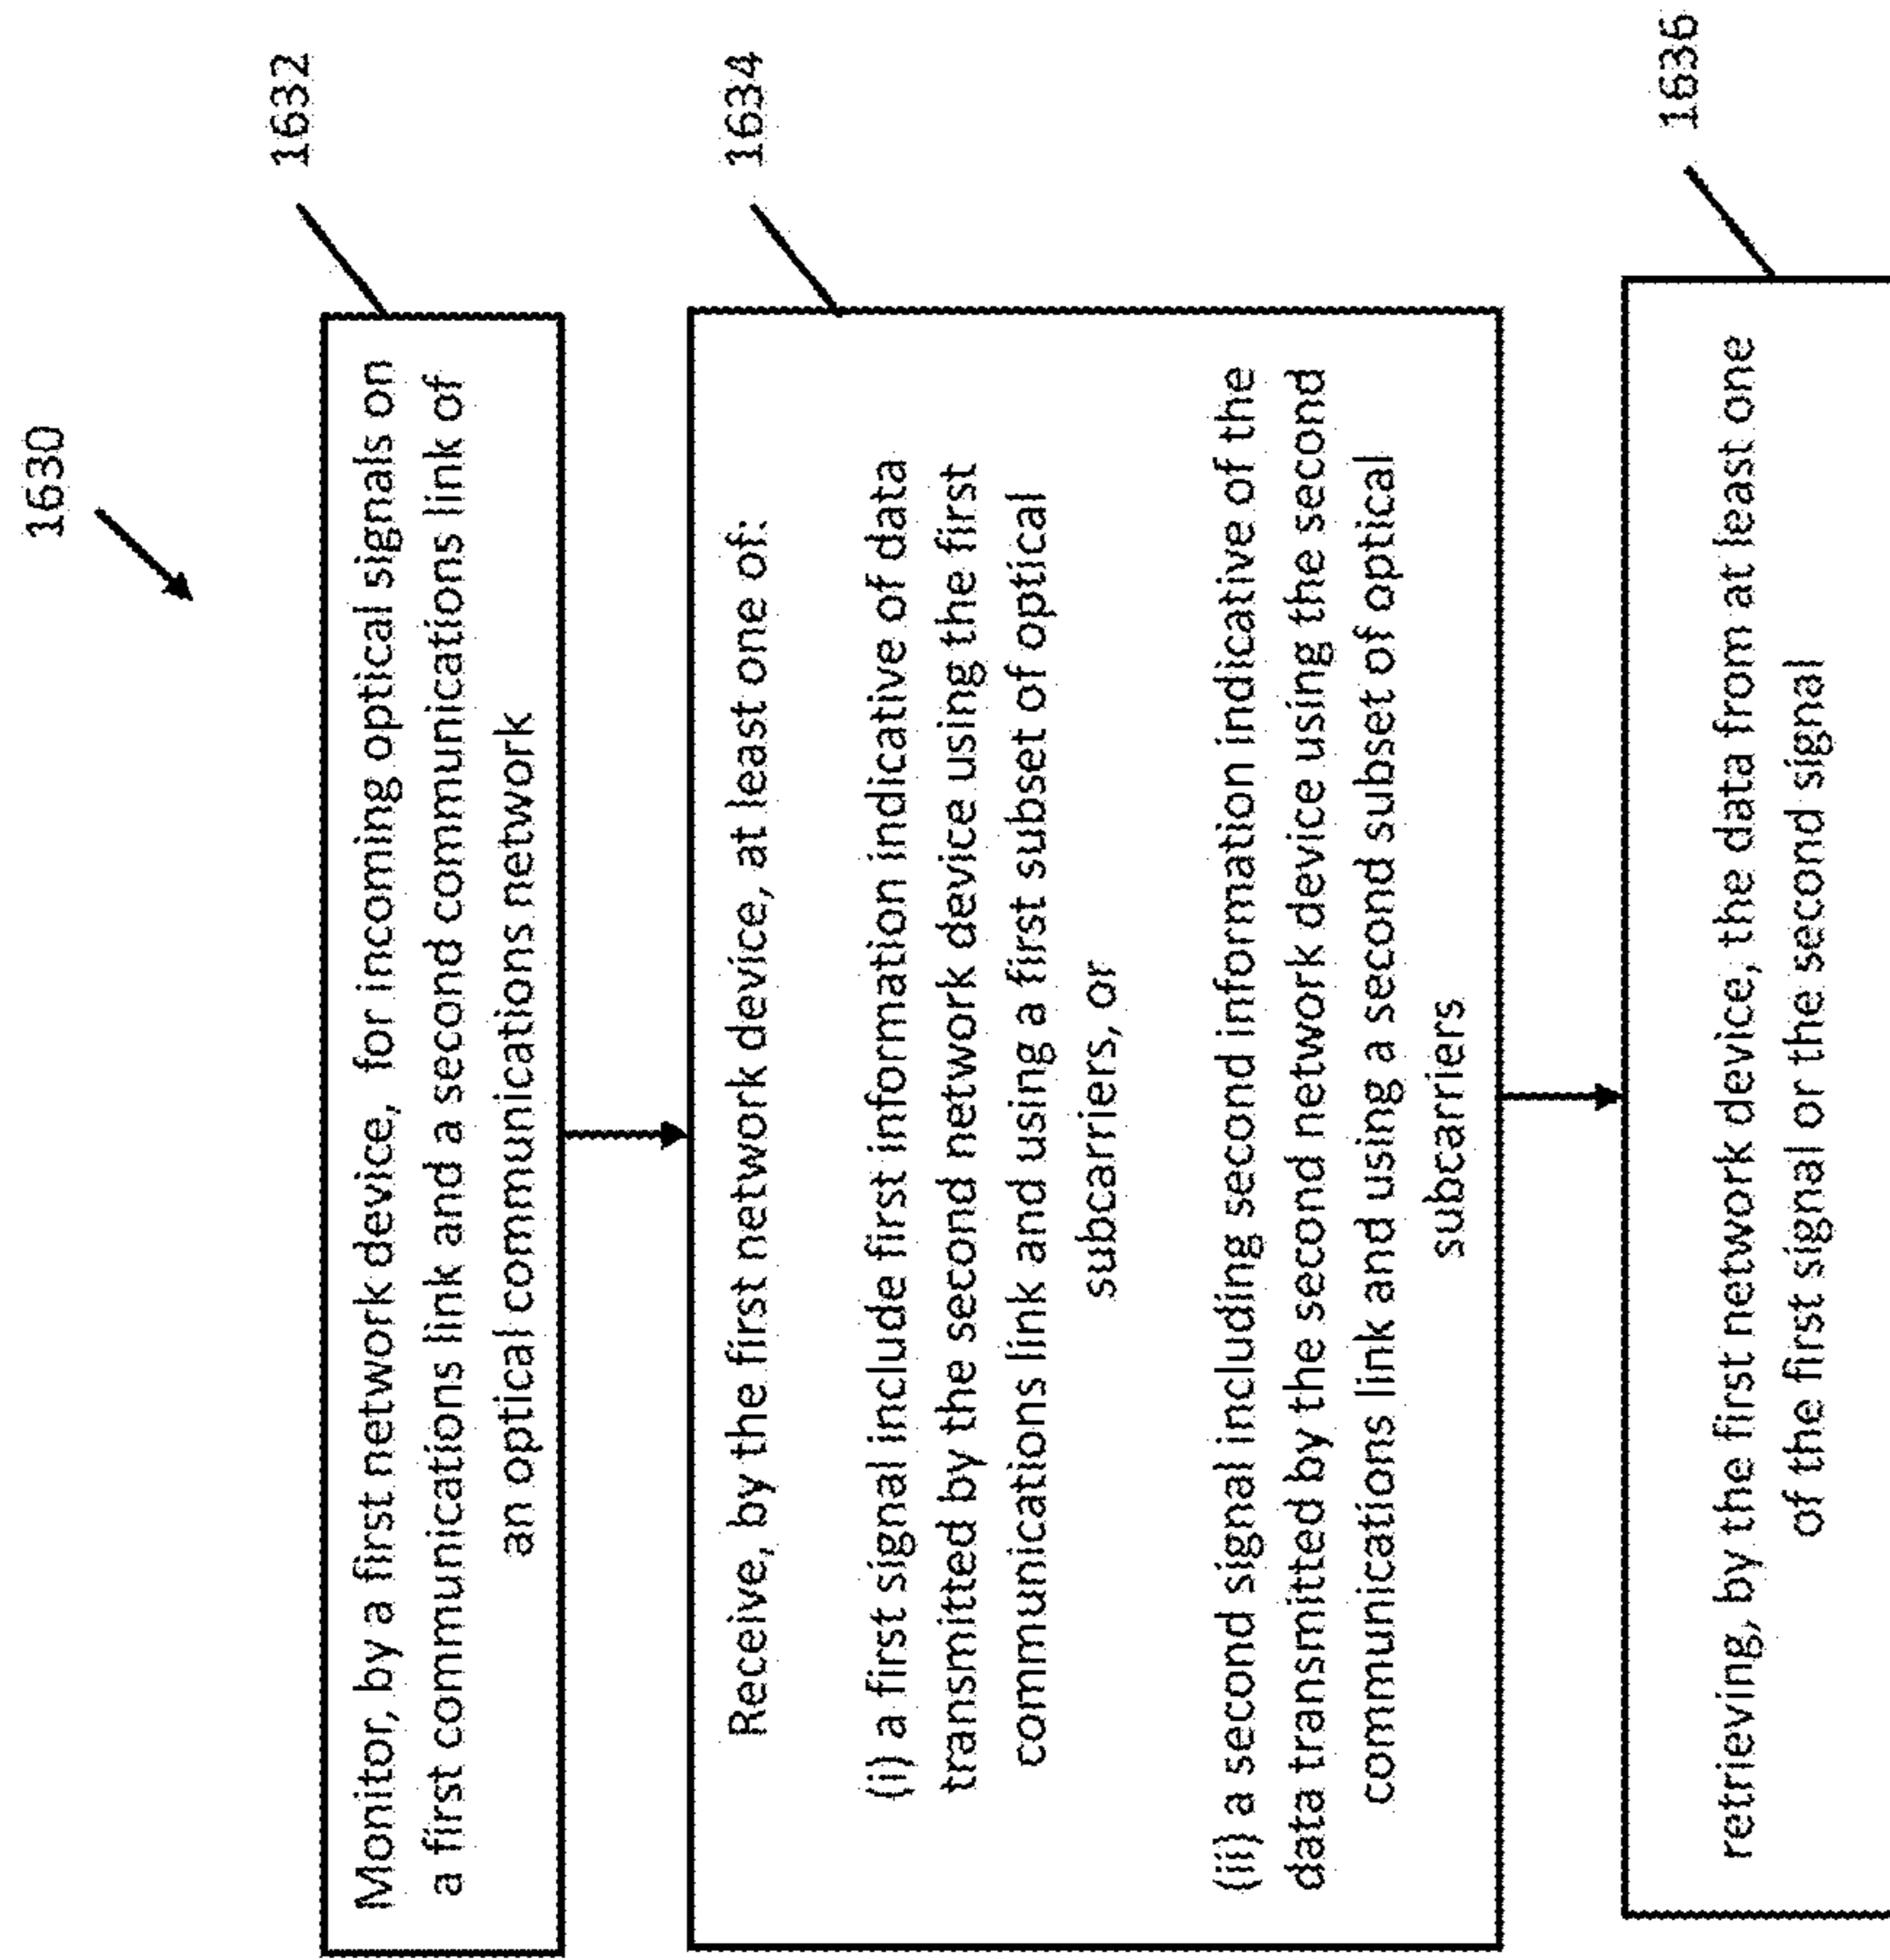 1630
1632
Monitor, by a first network device, for incoming optical signals on
a first communications link and a second communications link of
an optical communications network
1634
Receive, by the first network device, at least one of:
(i) a first signal include first information indicative of data
transmitted by the second network device using the first
communications link and using a first subset of optical
subcarriers, or
(ii) a second signal including second information indicative of the
data transmitted by the second network device using the second
communications link and using a second subset of optical
subcarriers
1636
retrieving, by the first network device, the data from at least one
of the first signal or the second signal